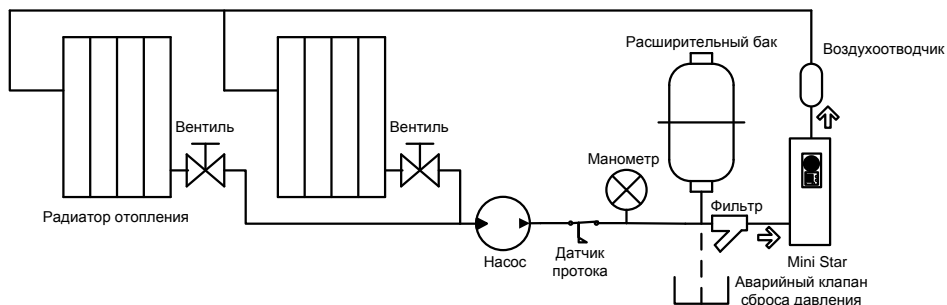 Расширительный бак
Воздухоотводчик
Вентиль
Вентиль
Манометр
Радиатор отопления
Фильтр
Насос
Датчик
протока
Mini Star
Аварийный клапан
сброса давления